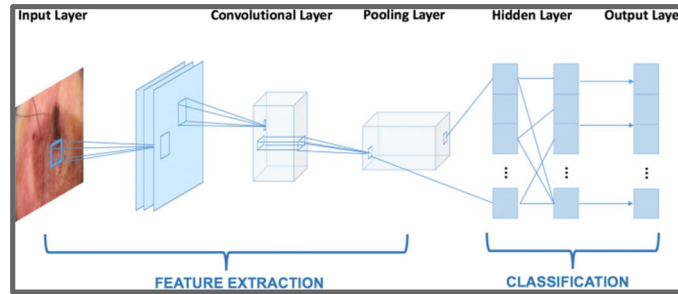 Input Layer
Convolutional Layer
Pooling Layer
Hidden Layer
Output Laye
FEATURE EXTRACTION
CLASSIFICATION